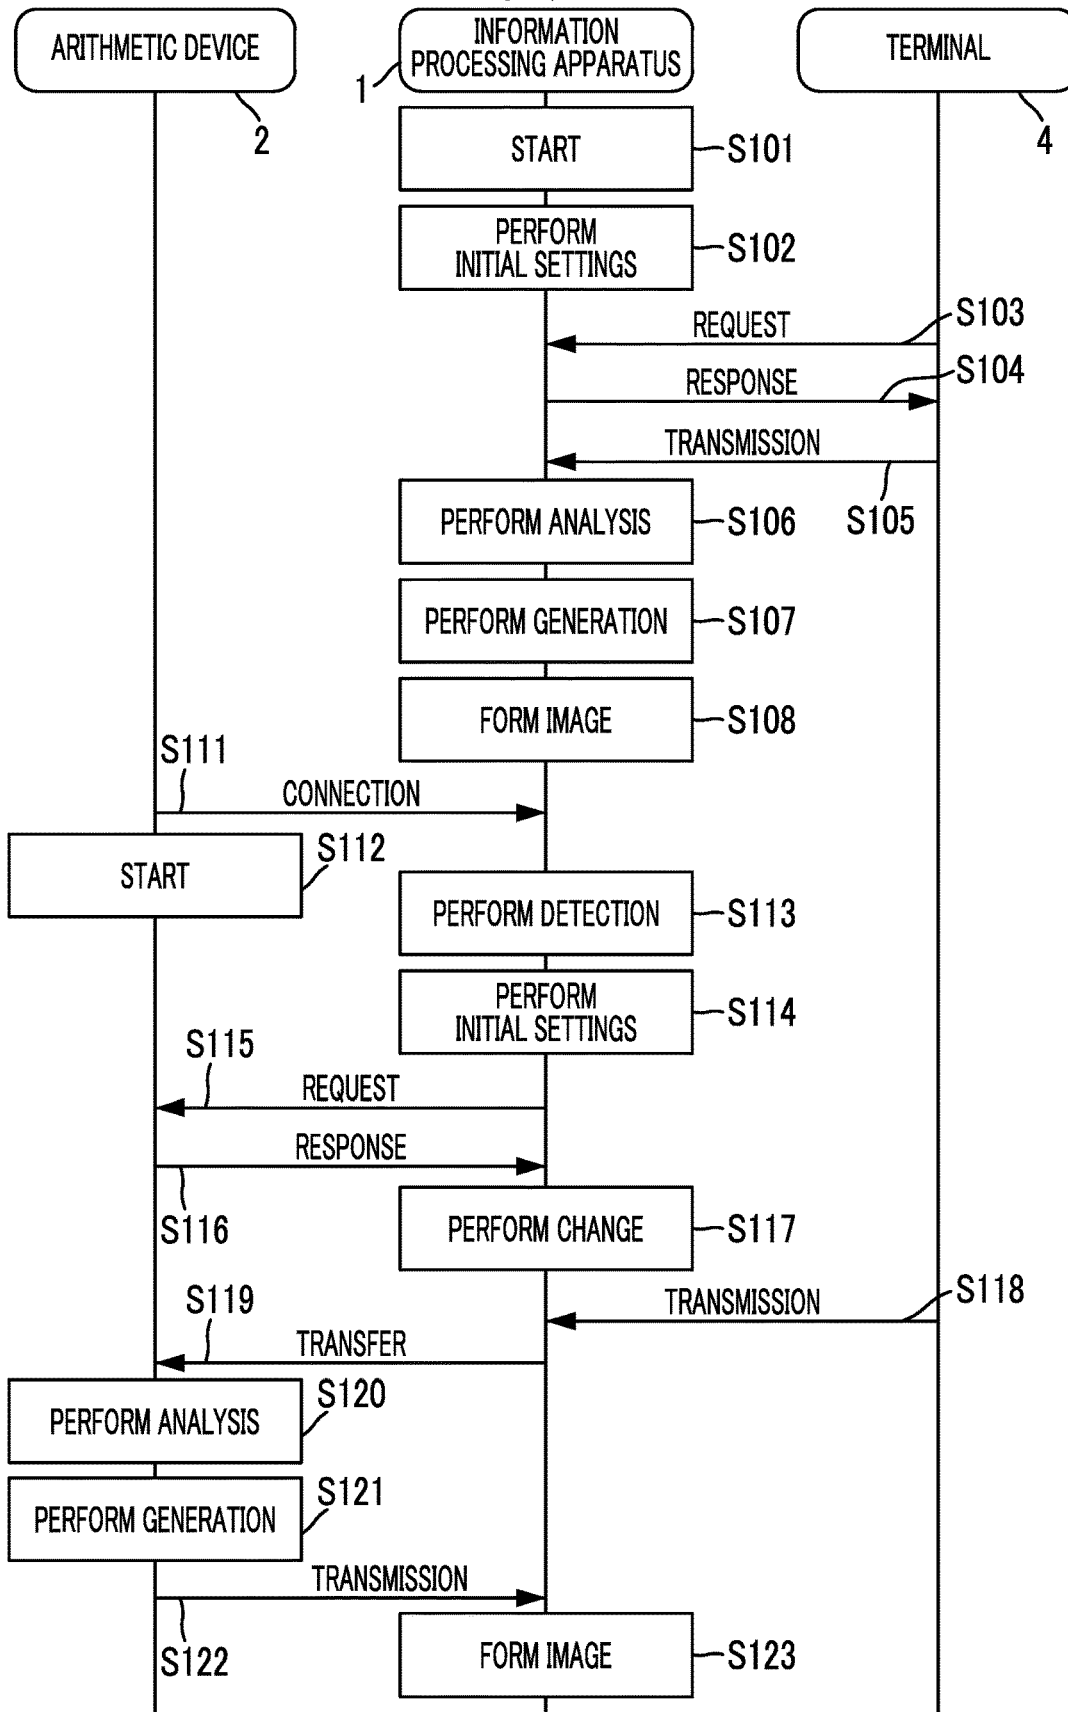 ARITHMETIC DEVICE
2
INFORMATION
PROCESSING APPARATUS
1
TERMINAL
4
START
S101
PERFORM
INITIAL SETTINGS
S102
REQUEST
S103
RESPONSE
S104
TRANSMISSION
S105
PERFORM ANALYSIS
S106
PERFORM GENERATION
S107
FORM IMAGE
S108
S111
CONNECTION
START
S112
PERFORM DETECTION
S113
PERFORM
INITIAL SETTINGS
S114
S115
REQUEST
RESPONSE
S116
PERFORM CHANGE
S117
TRANSMISSION
S118
S119
TRANSFER
PERFORM ANALYSIS
S120
PERFORM GENERATION
S121
TRANSMISSION
S122
FORM IMAGE
S123